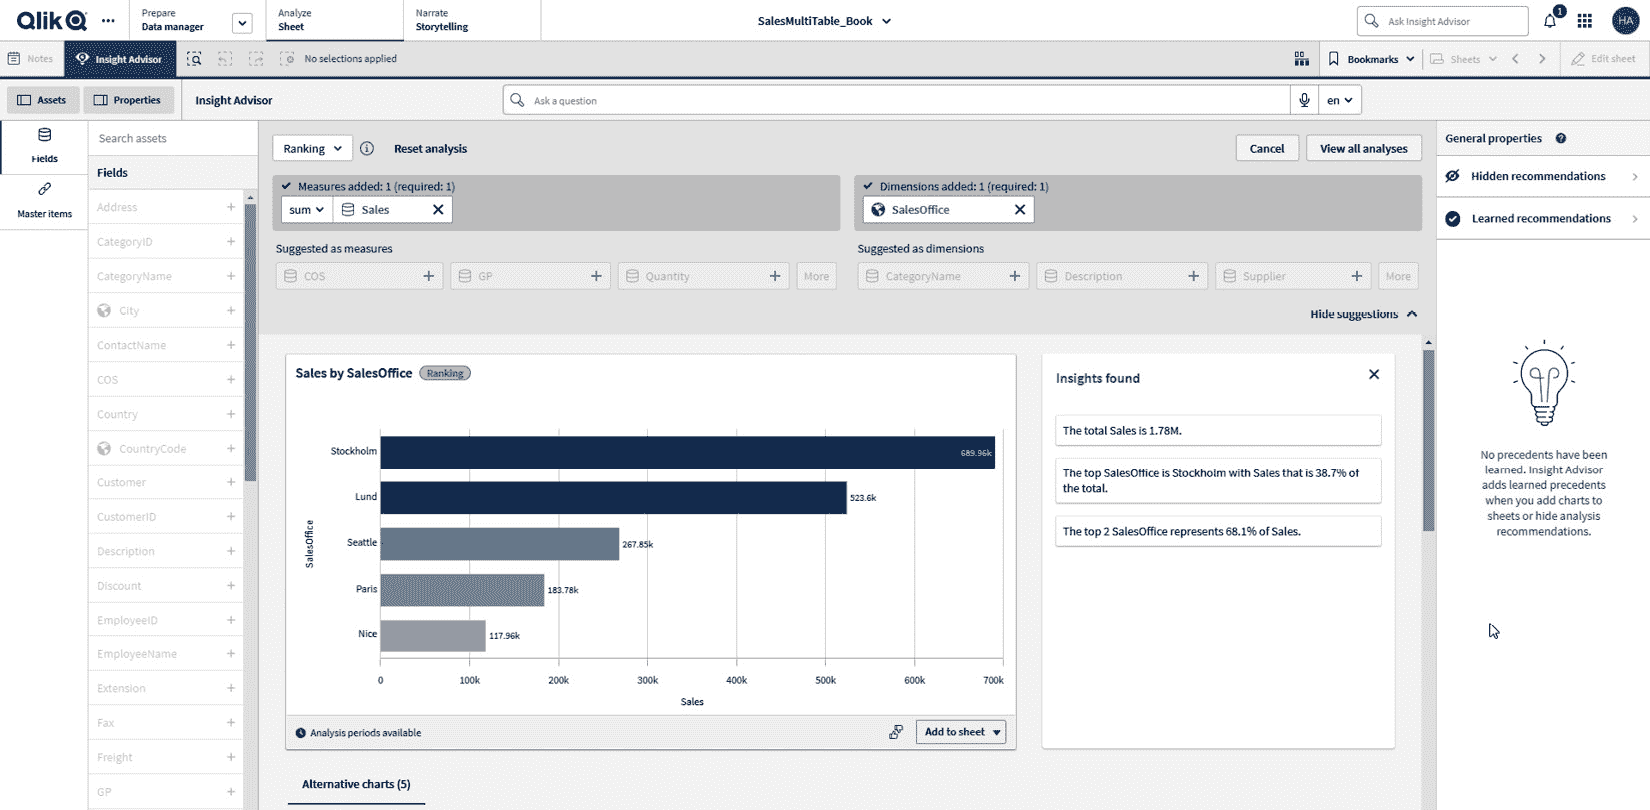 Qlik
Prepare
Data manager
Analyze
Sheet
Narrate
Storytelling
SalesMultiTable_Book
Ask Insight Advisor
1
HA
Notes
Insight Advisor
No selections applied
Bookmarks
Sheets
Edit sheet
Assets
Properties
Insight Advisor
Ask a question
en
Fields
Master items
Search assets
Fields
Address
CategoryID
CategoryName
City
ContactName
COS
Country
CountryCode
Customer
CustomerID
Description
Discount
EmployeeID
EmployeeName
Extension
Fax
Freight
GP
Ranking
Reset analysis
Cancel
View all analyses
Measures added: 1 (required: 1)
sum
Sales
Dimensions added: 1 (required: 1)
SalesOffice
Suggested as measures
COS
GP
Quantity
More
Suggested as dimensions
CategoryName
Description
Supplier
More
Hide suggestions
Sales by SalesOffice
Ranking
SalesOffice
Stockholm
689.96k
Lund
523.6k
Seattle
267.85k
Paris
183.78k
Nice
117.96k
0
100k
200k
300k
400k
500k
600k
700k
Sales
Analysis periods available
Add to sheet
Alternative charts (5)
Insights found
The total Sales is 1.78M.
The top SalesOffice is Stockholm with Sales that is 38.7% of
the total.
The top 2 SalesOffice represents 68.1% of Sales.
General properties
Hidden recommendations
Learned recommendations
No precedents have been
learned. Insight Advisor
adds learned precedents
when you add charts to
sheets or hide analysis
recommendations.